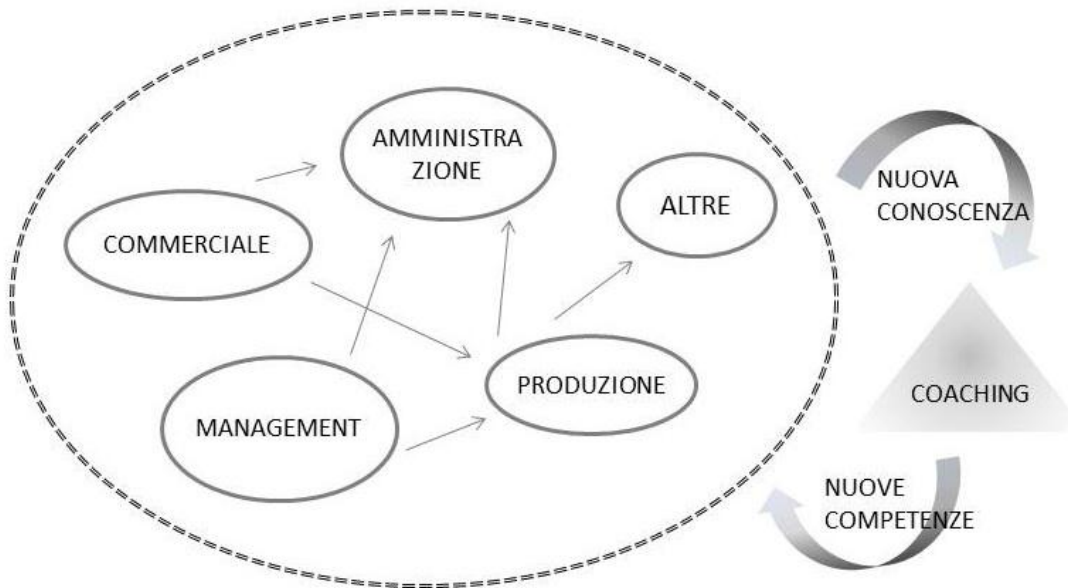 AMMINISTRA
ZIONE
ALTRE
COMMERCIALE
NUOVA
CONOSCENZA
MANAGEMENT
PRODUZIONE
COACHING
NUOVE
COMPETENZE